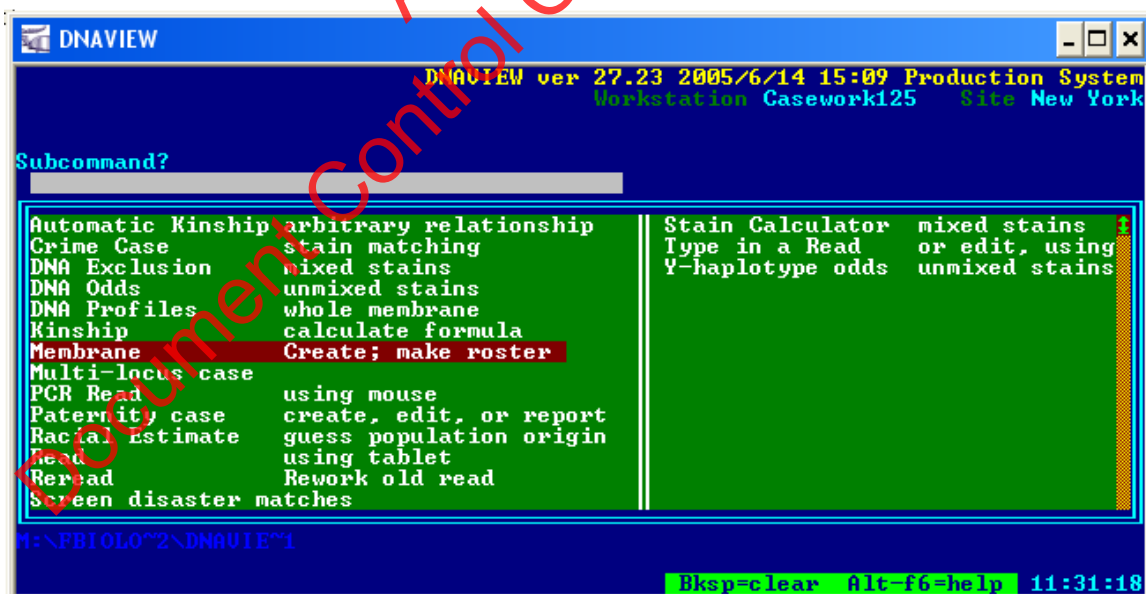 DNAVIEW
DNAVIEW ver 27.23 2005/6/14 15:09 Production System
Workstation Casework125 Site New York
Subcommand?
Automatic Kinship arbitrary relationship
Crime Case stain matching
DNA Exclusion mixed stains
DNA Odds unmixed stains
DNA Profiles whole membrane
Kinship calculate formula
Membrane Create; make roster
Multi-locus case
PCR Read using mouse
Paternity case create, edit, or report
Racial Estimate guess population origin
Read using tablet
Reread Rework old read
Screen disaster matches
Stain Calculator mixed stains
Type in a Read or edit, using
Y-haplotype odds unmixed stains
M:\FBIOLO~2\DNAVIE~1
Bksp=clear Alt-f6=help 11:31:18
Document Control